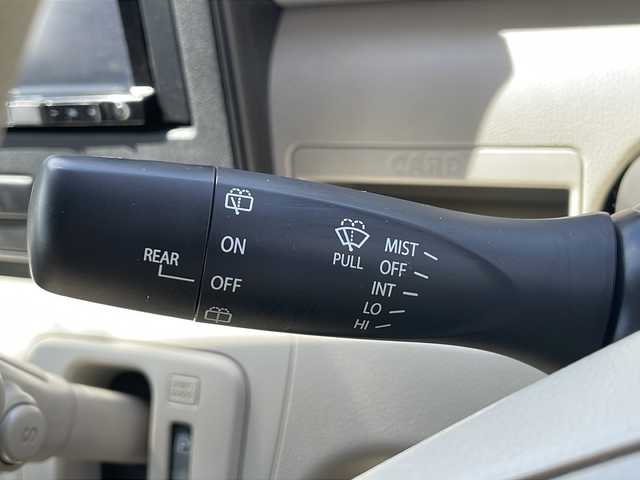 CARD
REAR
ON
OFF
PULL
MIST
OFF
INT
LO
HI